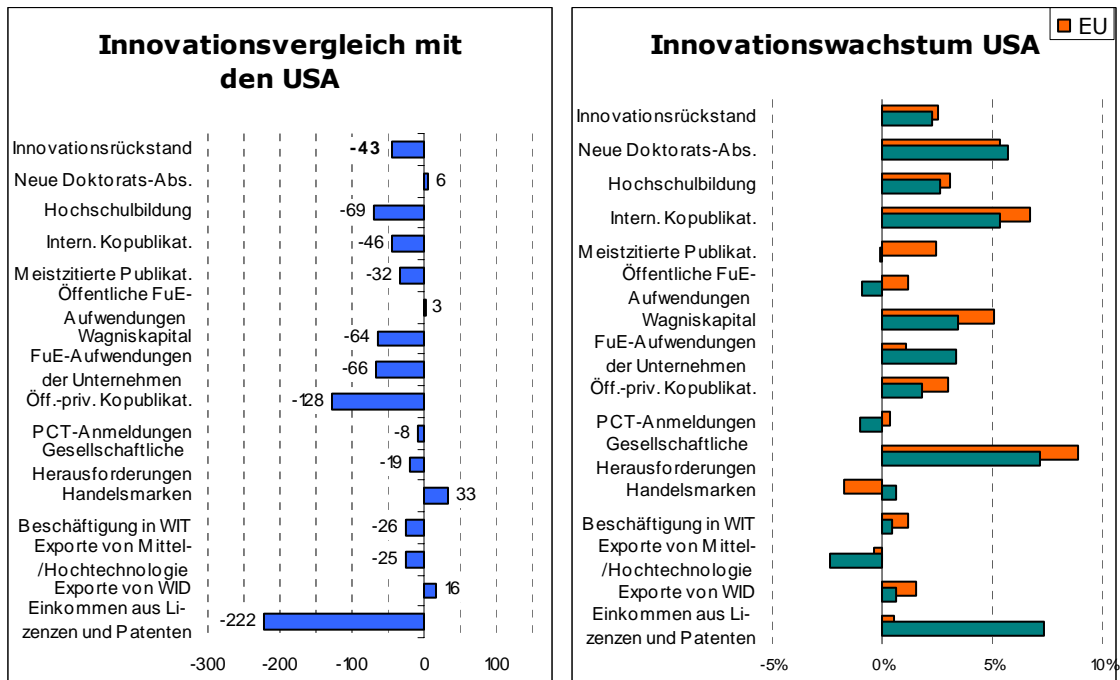 Innovationsvergleich mit
den USA
Innovationsrückstand
-43
Neue Doktorats-Abs.
6
Hochschulbildung
-69
Intern. Kopublikat.
-46
Meistzitierte Publikat.
-32
Öffentliche FuE-
Aufwendungen
3
Wagniskapital
-64
FuE-Aufwendungen
der Unternehmen
-66
Öff.-priv. Kopublikat.
-128
PCT-Anmeldungen
-8
Gesellschaftliche
Herausforderungen
-19
Handelsmarken
33
Beschäftigung in WIT
-26
Exporte von Mittel-
/Hochtechnologie
-25
Exporte von WID
16
Einkommen aus Li-
zenzen und Patenten
-222
-300 -200 -100 0 100
EU
Innovationswachstum USA
-5% 0% 5% 10%
Innovationsrückstand
Neue Doktorats-Abs.
Hochschulbildung
Intern. Kopublikat.
Meistzitierte Publikat.
Öffentliche FuE-
Aufwendungen
Wagniskapital
FuE-Aufwendungen
der Unternehmen
Öff.-priv. Kopublikat.
PCT-Anmeldungen
Gesellschaftliche
Herausforderungen
Handelsmarken
Beschäftigung in WIT
Exporte von Mittel-
/Hochtechnologie
Exporte von WID
Einkommen aus Li-
zenzen und Patenten
-5% 0% 5% 10%